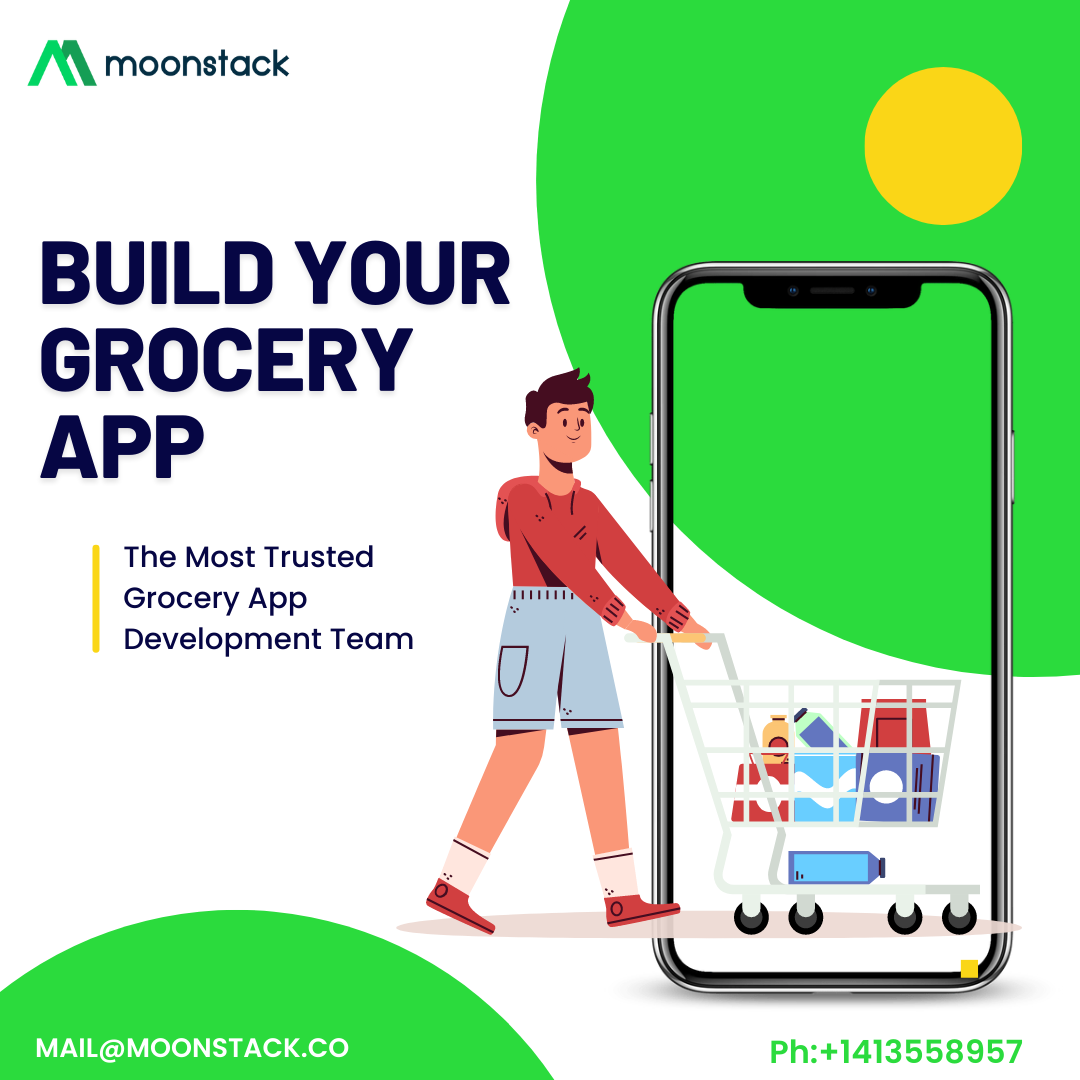 moonstack
BUILD YOUR
GROCERY
APP
The Most Trusted
Grocery App
Development Team
MAIL@MOONSTACK.CO
Ph:+1413558957